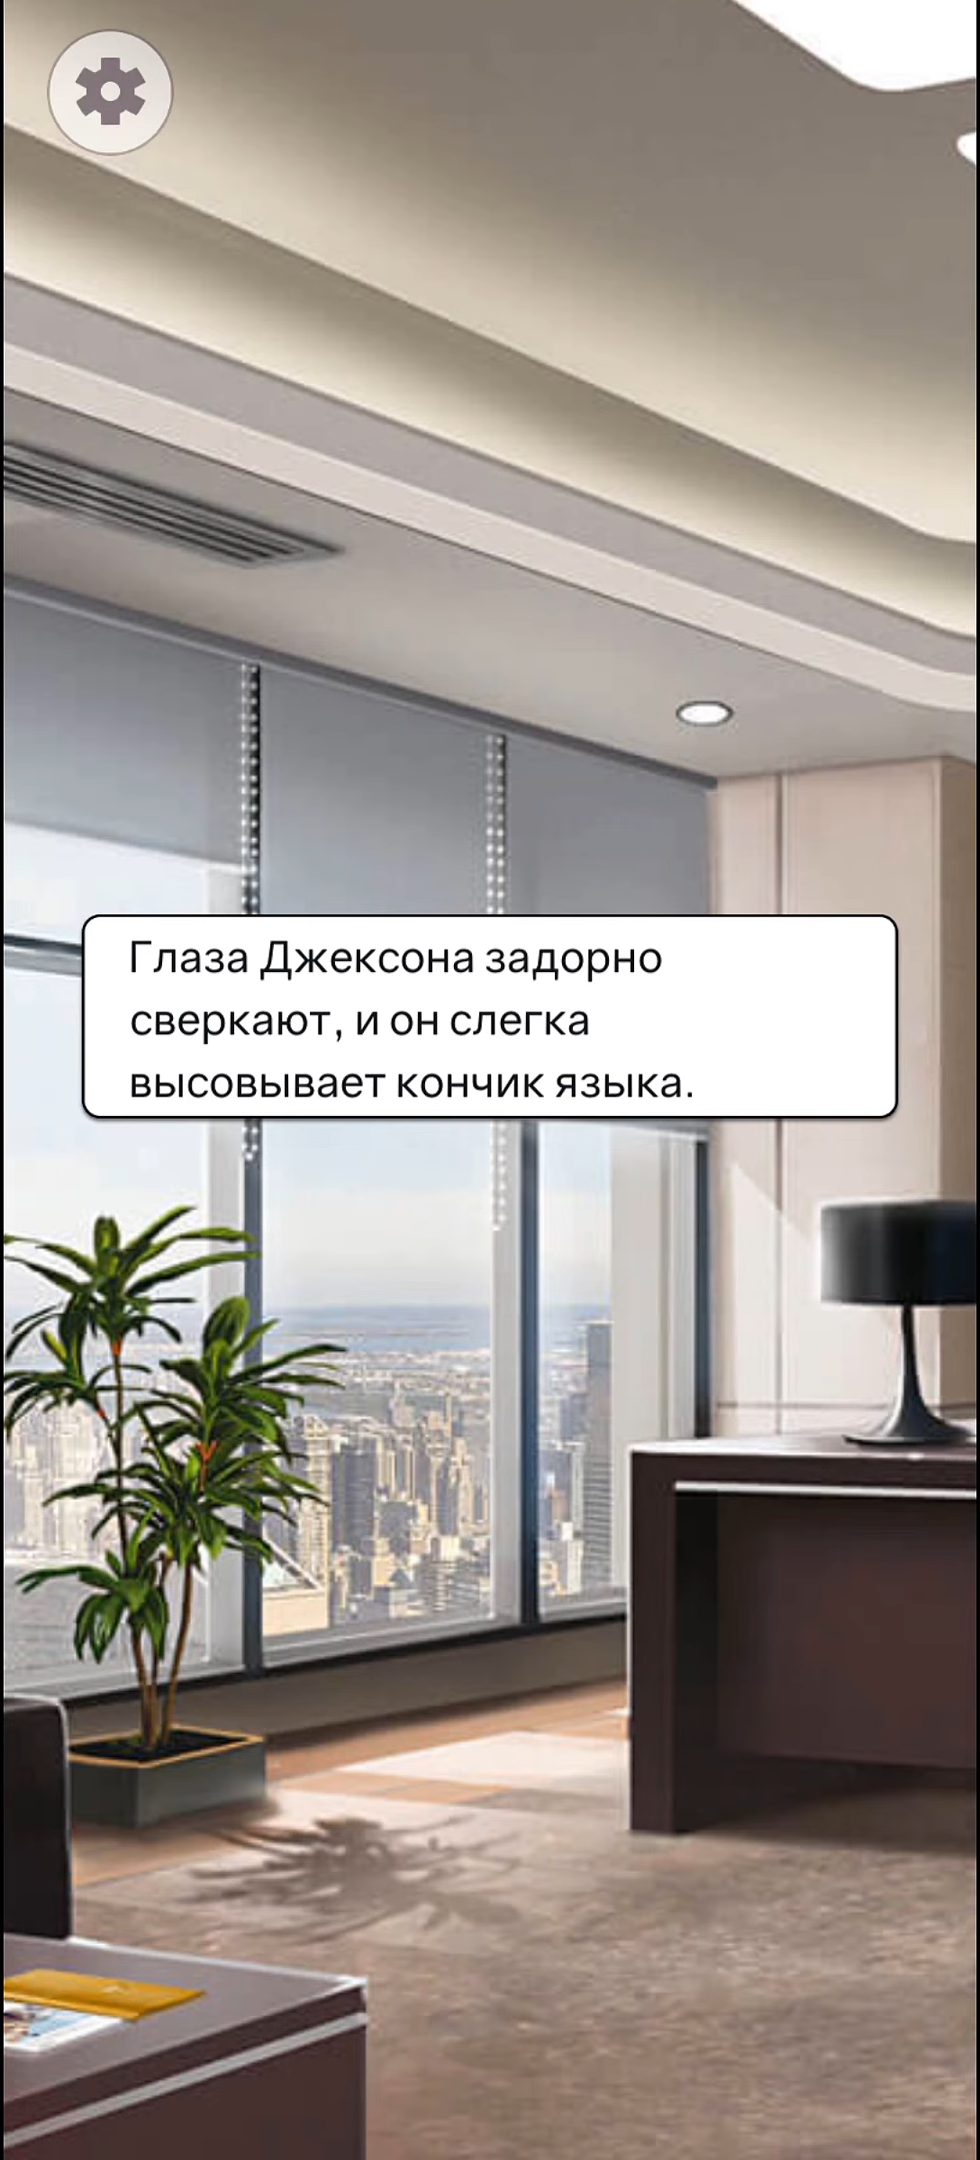 Глаза Джексона задорно
сверкают, и он слегка
высовывает кончик языка.